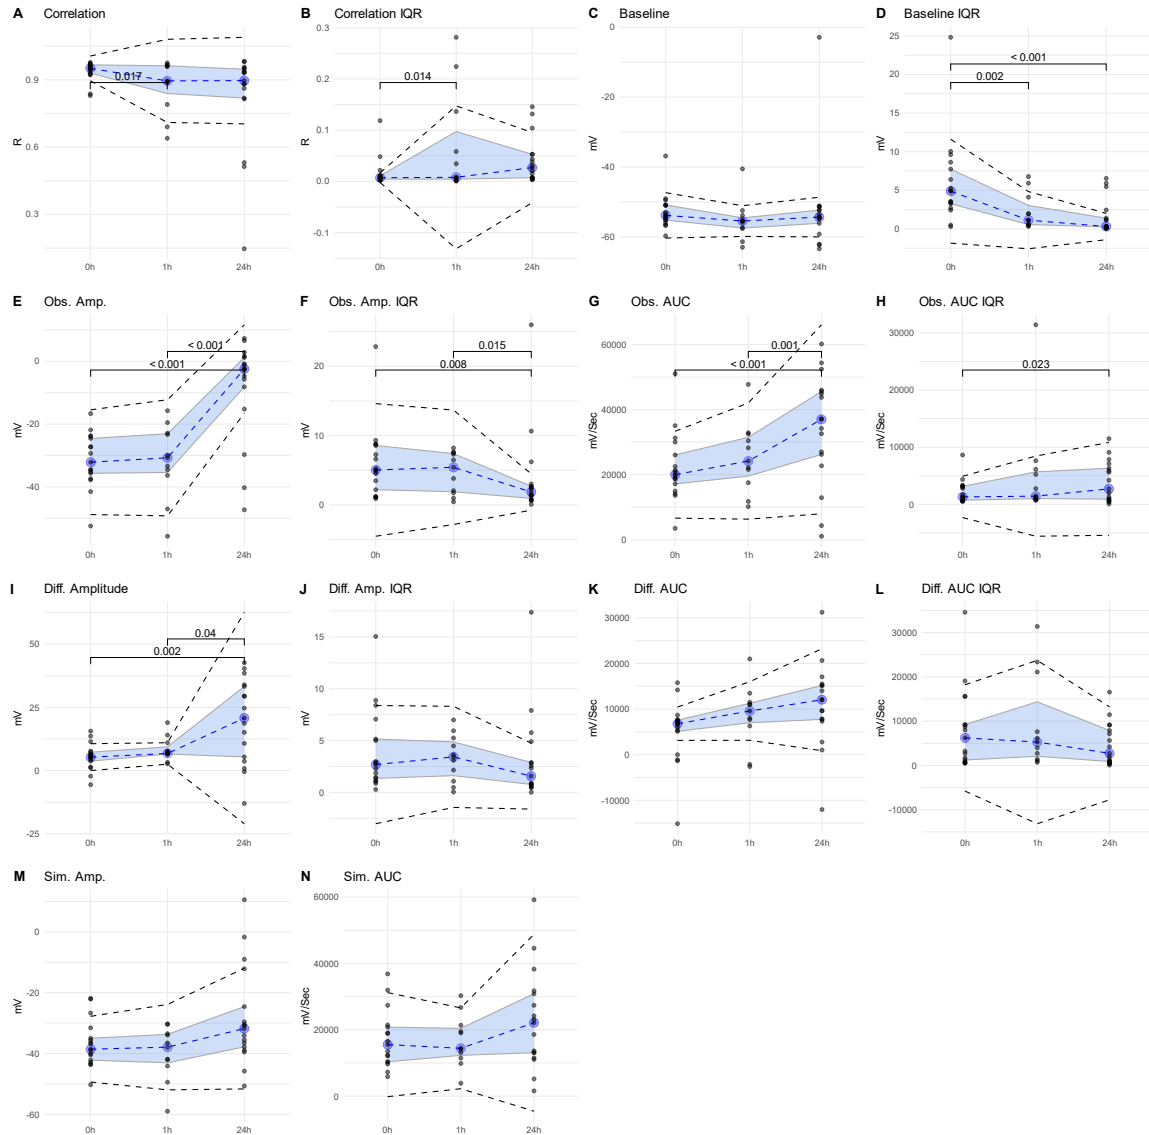 A Correlation
0.9
0.6
0.3
R
0.017
0h 1h 24h
B Correlation IQR
0.3
0.2
0.1
0.0
-0.1
R
0.014
0h 1h 24h
C Baseline
0
-20
-40
-60
mV
0h 1h 24h
D Baseline IQR
25
20
15
10
5
0
mV
< 0.001
0.002
0h 1h 24h
E Obs. Amp.
0
-20
-40
mV
< 0.001
< 0.001
0h 1h 24h
F Obs. Amp. IQR
20
10
0
mV
0.015
0.008
0h 1h 24h
G Obs. AUC
60000
40000
20000
0
mV/Sec
0.001
< 0.001
0h 1h 24h
H Obs. AUC IQR
30000
20000
10000
0
mV/Sec
0.023
0h 1h 24h
I Diff. Amplitude
50
25
0
-25
mV
0.04
0.002
0h 1h 24h
J Diff. Amp. IQR
15
10
5
0
mV
0h 1h 24h
K Diff. AUC
30000
20000
10000
0
-10000
mV/Sec
0h 1h 24h
L Diff. AUC IQR
30000
20000
10000
0
-10000
mV/Sec
0h 1h 24h
M Sim. Amp.
0
-20
-40
-60
mV
0h 1h 24h
N Sim. AUC
60000
40000
20000
0
mV/Sec
0h 1h 24h